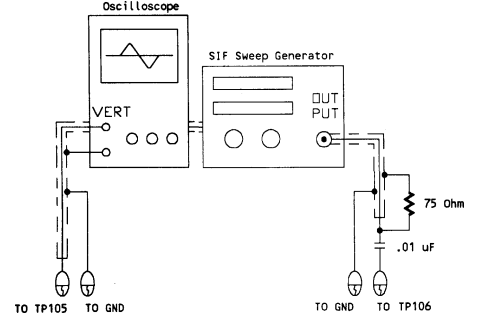 Oscilloscope
SIF Sweep Generator
VERT
OUT
PUT
75 Ohm
.01 uF
TO TP105 TO GND
TO GND TO TP106